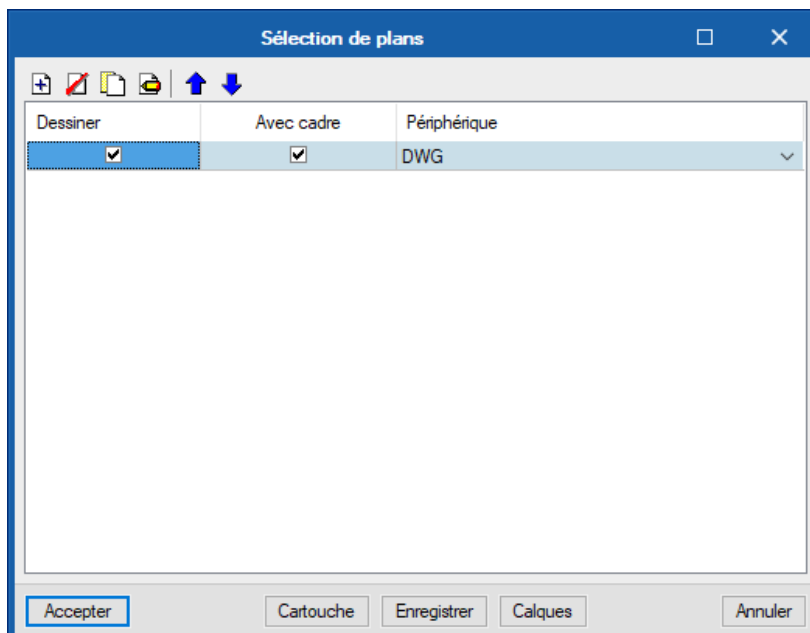 Sélection de plans
Dessiner Avec cadre Périphérique
DWG
Accepter Cartouche Enregistrer Calques Annuler